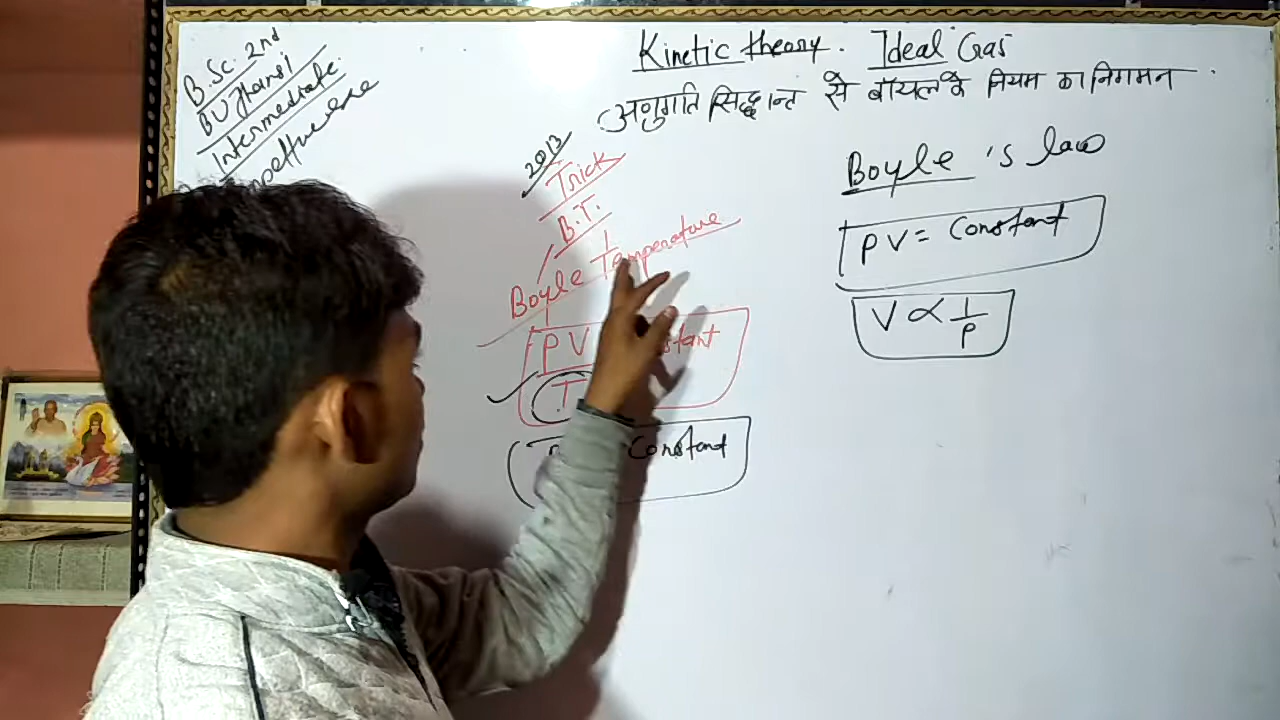 B.Sc. 2nd
BU Jhansi
Intermediate.
Kinetic theory. Ideal Gas
अणुगति सिद्धान्त से बॉयल के नियम का निगमन.
2013
Trick
B.T.
Boyle Temperature
PV
T
Constant
Boyle's law
PV = Constant
V ∝ 1/P